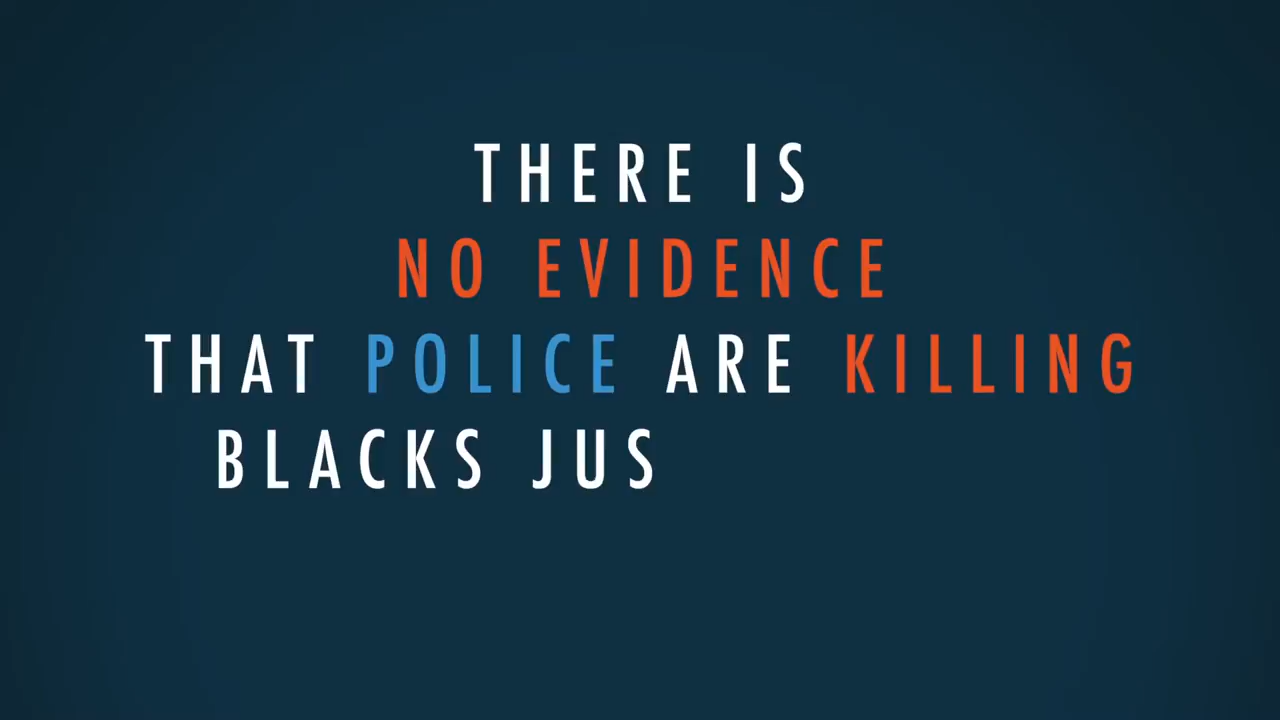 THERE IS
NO EVIDENCE
THAT POLICE ARE KILLING
BLACKS JUS